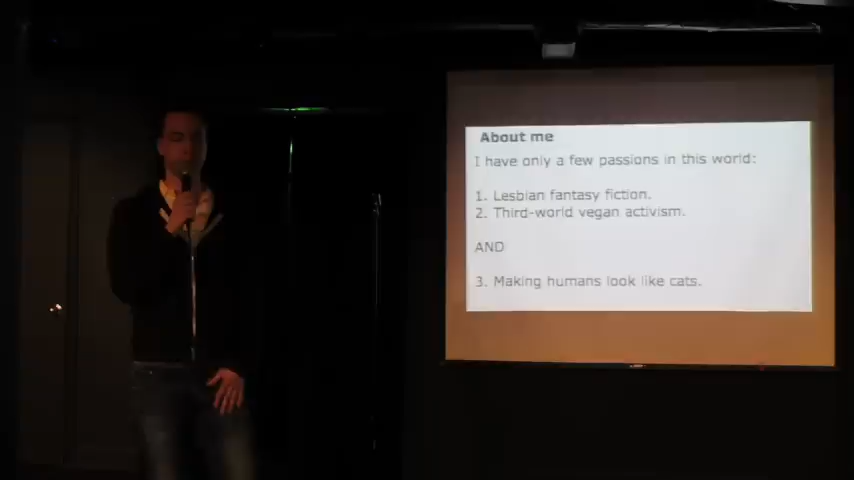 About me
I have only a few passions in this world:
1. Lesbian fantasy fiction.
2. Third-world vegan activism.
AND
3. Making humans look like cats.